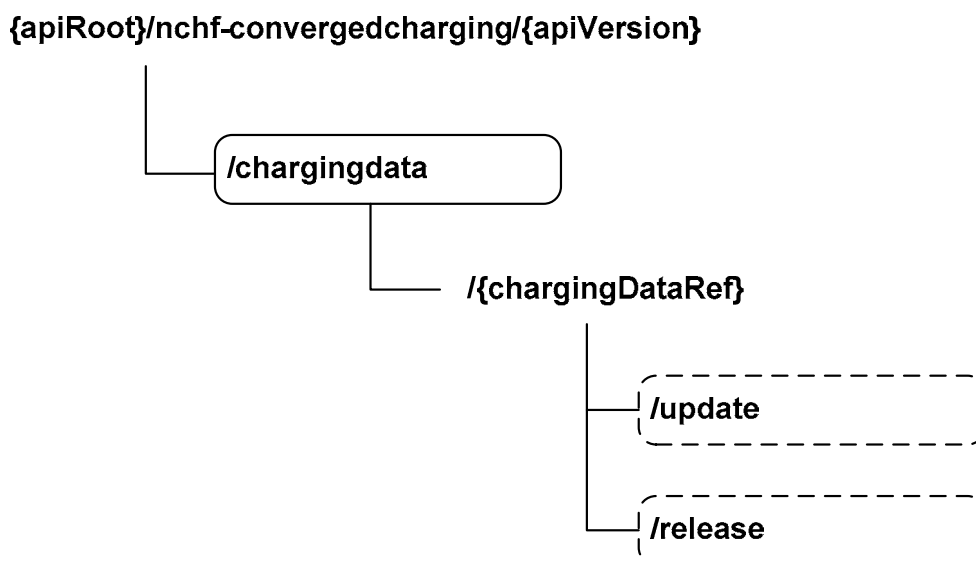 {apiRoot}/nchf-convergedcharging/{apiVersion}
/chargingdata
/{chargingDataRef}
/update
/release